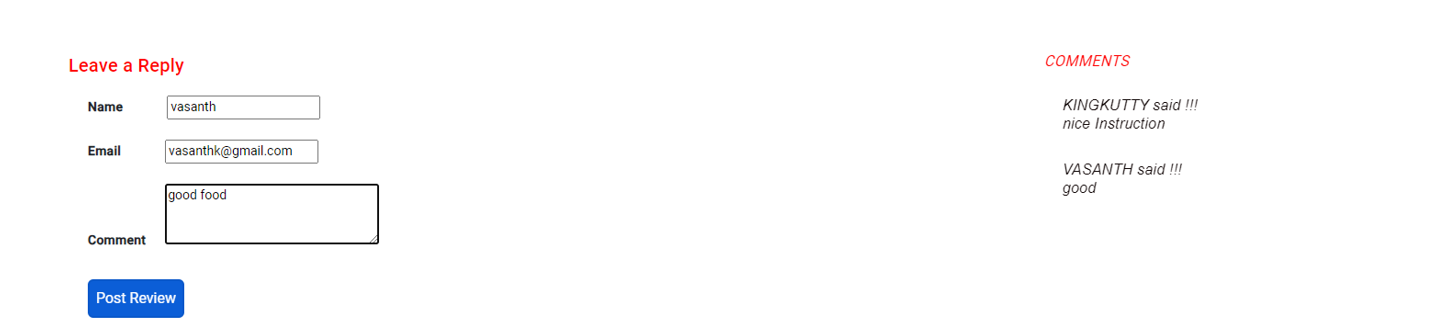 Leave a Reply
Name vasanth
Email vasanthk@gmail.com
good food
Comment
Post Review
COMMENTS
KINGKUTTY said !!!
nice Instruction
VASANTH said !!!
good